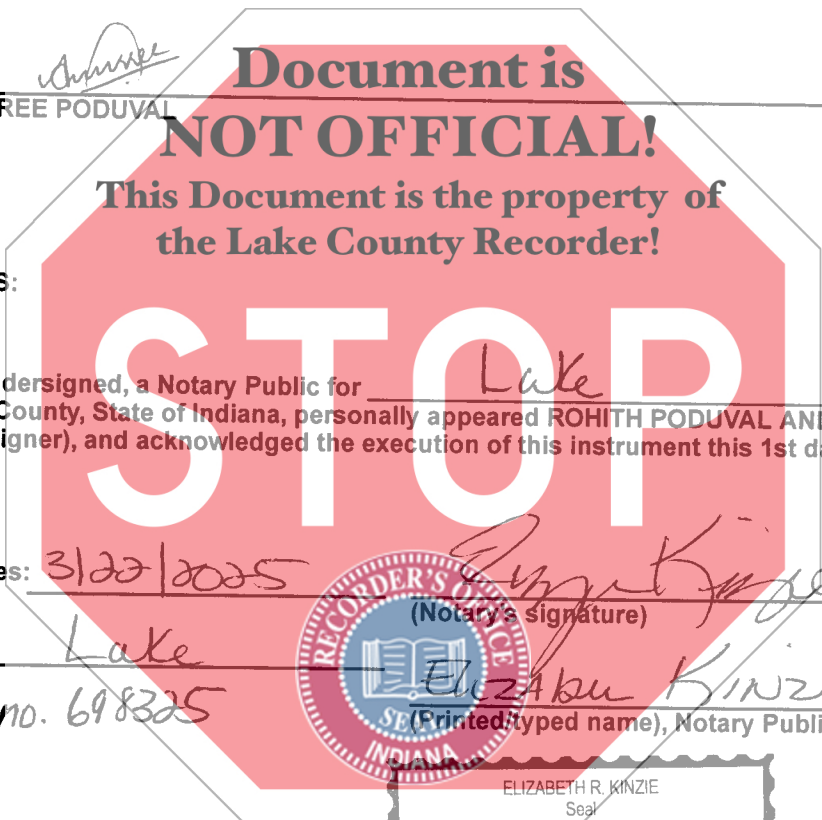 Document is
REE PODUVAL
NOT OFFICIAL!
This Document is the property of
the Lake County Recorder!
S:
STOP
dersigned, a Notary Public for Lake
County, State of Indiana, personally appeared ROHITH PODUVAL AND
igner), and acknowledged the execution of this instrument this 1st da
es: 3/22/2025
(Notary's signature)
Lake
no. 698325
(Printed/typed name), Notary Publi
RECORDER'S OFFICE
SEAL
INDIANA
ELIZABETH R. KINZIE
Seal